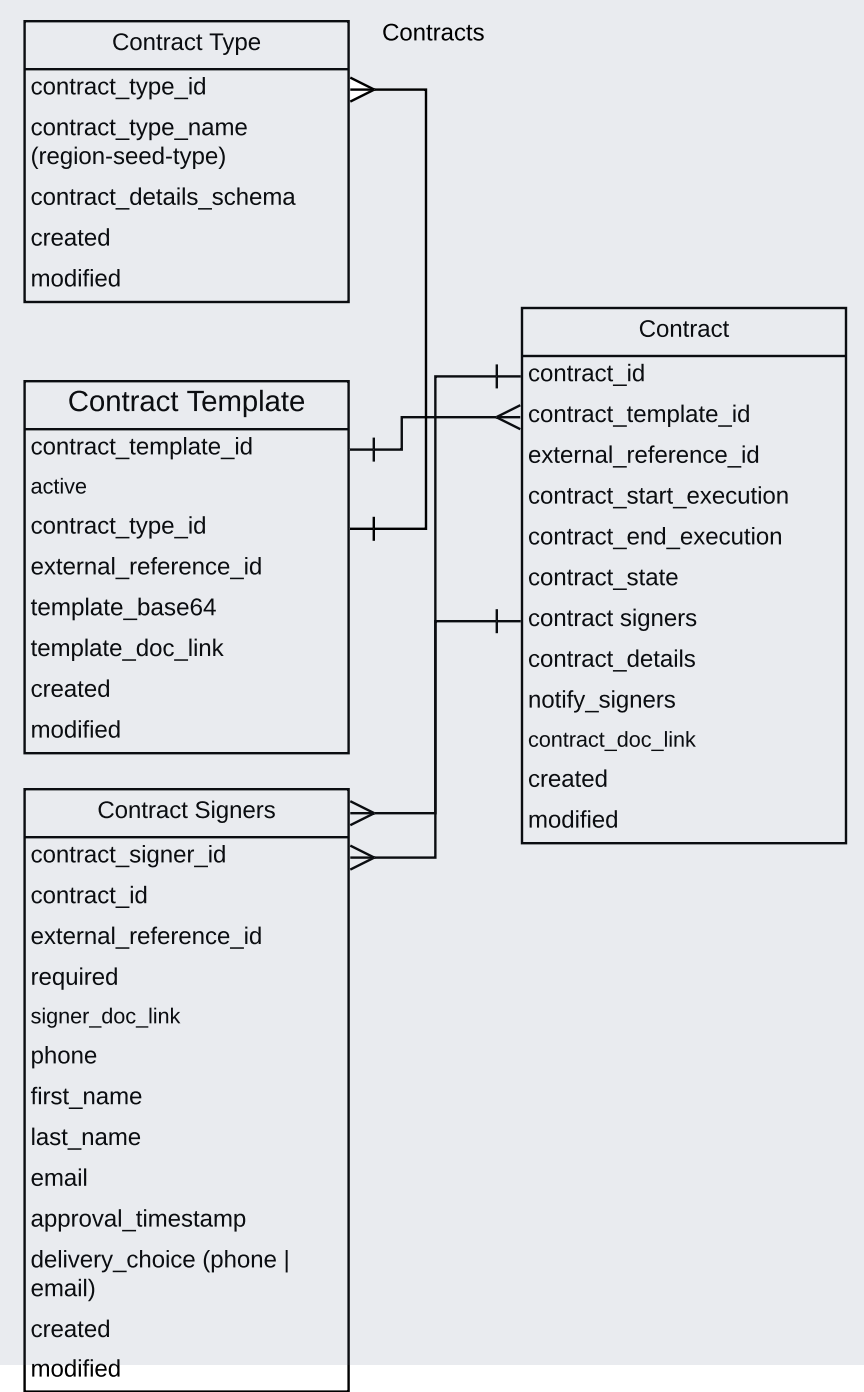 Contracts
Contract Type
contract_type_id
contract_type_name
(region-seed-type)
contract_details_schema
created
modified
Contract Template
contract_template_id
active
contract_type_id
external_reference_id
template_base64
template_doc_link
created
modified
Contract Signers
contract_signer_id
contract_id
external_reference_id
required
signer_doc_link
phone
first_name
last_name
email
approval_timestamp
delivery_choice (phone |
email)
created
modified
Contract
contract_id
contract_template_id
external_reference_id
contract_start_execution
contract_end_execution
contract_state
contract signers
contract_details
notify_signers
contract_doc_link
created
modified